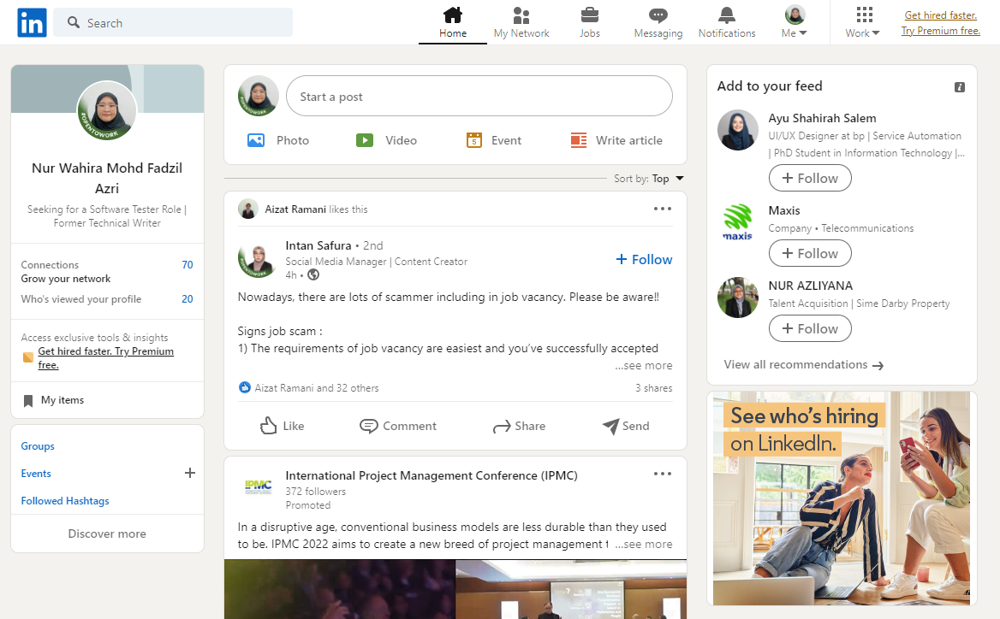 in
Search
Home
My Network
Jobs
Messaging
Notifications
Me
Work
Get hired faster.
Try Premium free.
#OPENTOWORK
Nur Wahira Mohd Fadzil
Azri
Seeking for a Software Tester Role |
Former Technical Writer
Connections 70
Grow your network
Who's viewed your profile 20
Access exclusive tools & insights
Get hired faster. Try Premium
free.
My items
Groups
Events
Followed Hashtags
Discover more
Start a post
Photo
Video
5
Event
Write article
Sort by: Top
Aizat Ramani likes this
Intan Safura • 2nd
Social Media Manager | Content Creator
4h •
+ Follow
Nowadays, there are lots of scammer including in job vacancy. Please be aware!!
Signs job scam :
1) The requirements of job vacancy are easiest and you've successfully accepted
...see more
Aizat Ramani and 32 others
3 shares
Like
Comment
Share
Send
IPMC
International Project Management Conference (IPMC)
372 followers
Promoted
In a disruptive age, conventional business models are less durable than they used
to be. IPMC 2022 aims to create a new breed of project management ...see more
Add to your feed
Ayu Shahirah Salem
UI/UX Designer at bp | Service Automation
| PhD Student in Information Technology |...
+ Follow
maxis
Maxis
Company • Telecommunications
+ Follow
NUR AZLIYANA
Talent Acquisition | Sime Darby Property
+ Follow
View all recommendations
See who's hiring
on LinkedIn.